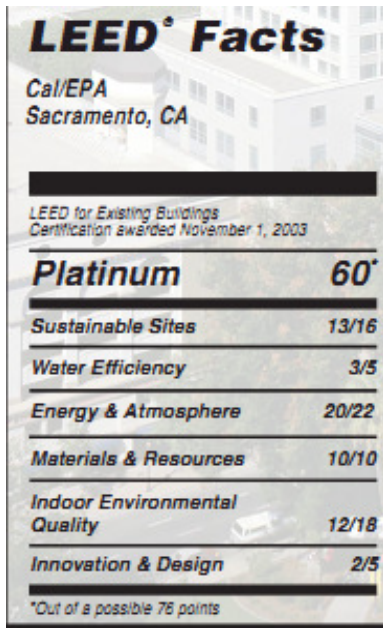 LEED® Facts
Cal/EPA
Sacramento, CA
LEED for Existing Buildings
Certification awarded November 1, 2003
Platinum 60*
Sustainable Sites 13/16
Water Efficiency 3/5
Energy & Atmosphere 20/22
Materials & Resources 10/10
Indoor Environmental
Quality 12/18
Innovation & Design 2/5
*Out of a possible 76 points